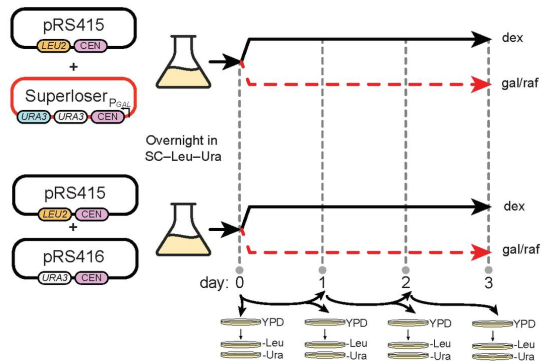 pRS415
LEU2 CEN
+
Superloser PGAL
URA3 URA3 CEN
Overnight in
SC–Leu–Ura
dex
gal/raf
pRS415
LEU2 CEN
+
pRS416
URA3 CEN
dex
gal/raf
day: 0 1 2 3
YPD YPD YPD YPD
-Leu -Leu -Leu -Leu
-Ura -Ura -Ura -Ura